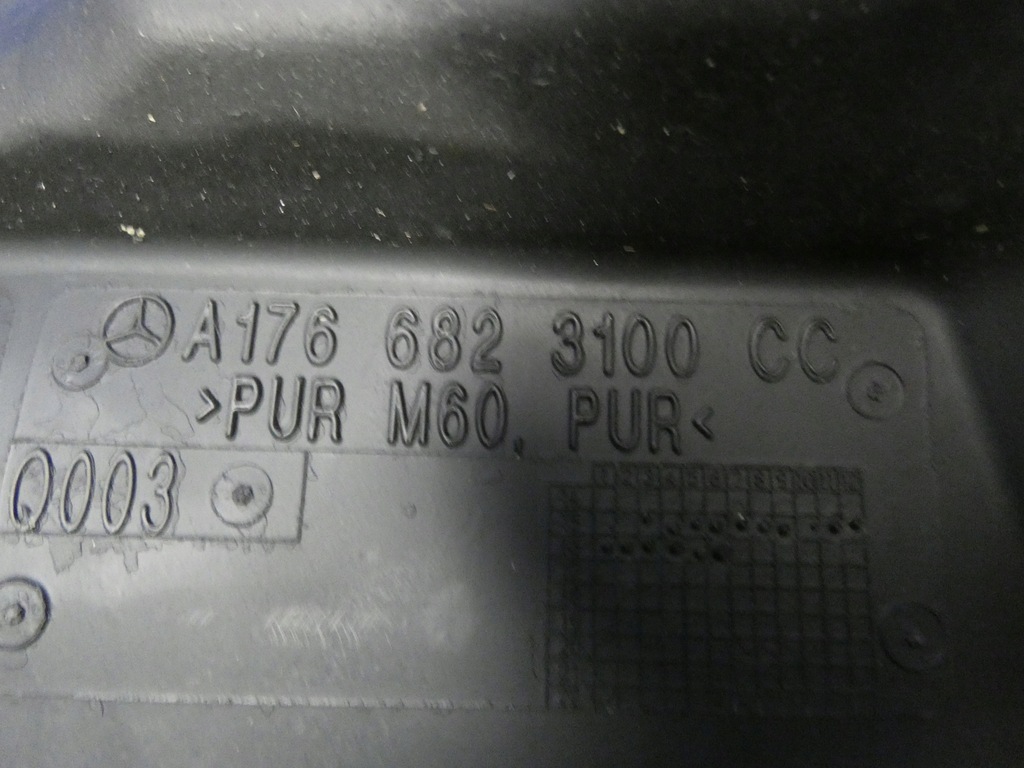 A176 682 3100 CC
>PUR M60, PUR<
Q003